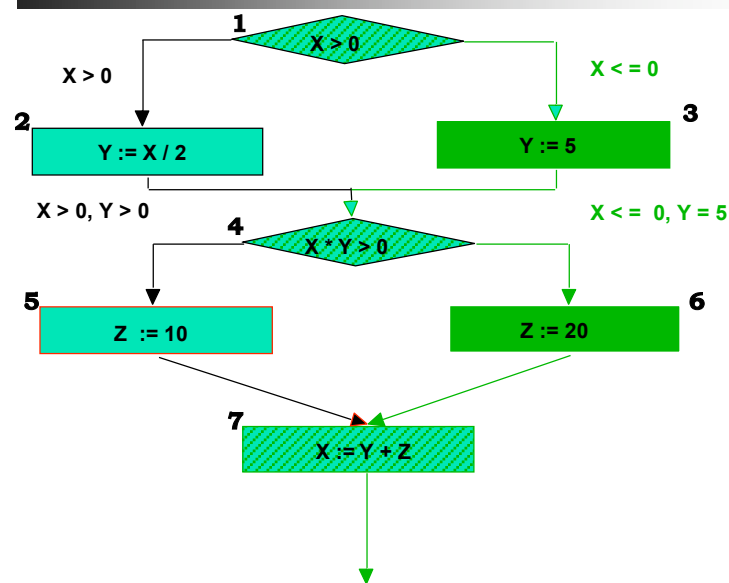 1
X > 0
X > 0
X < = 0
2
3
Y := X / 2
Y := 5
X > 0, Y > 0
X < =  0, Y = 5
4
X * Y > 0
5
6
Z  := 10
Z := 20
7
X := Y + Z